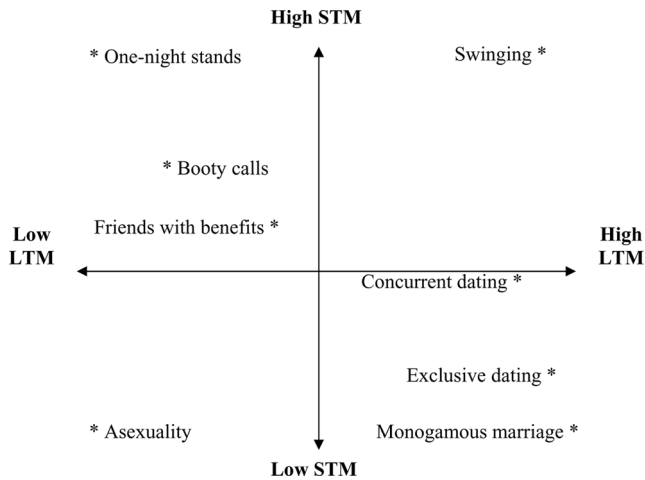 High STM
* One-night stands
Swinging *
* Booty calls
Friends with benefits *
Low
LTM
High
LTM
Concurrent dating *
Exclusive dating *
* Asexuality
Monogamous marriage *
Low STM